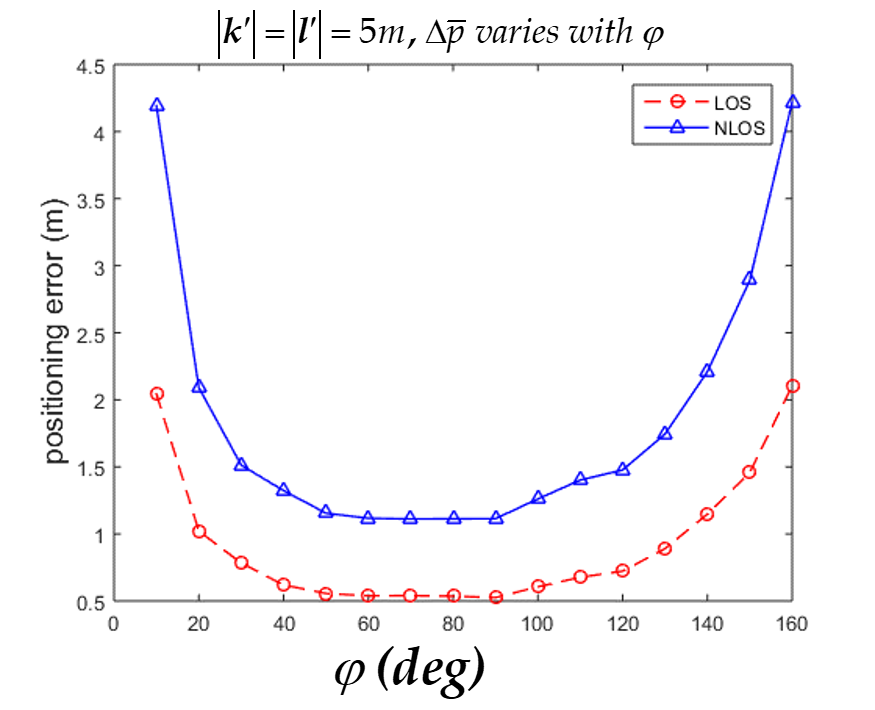 |k′| = |l′| = 5m, Δp̅ varies with φ
4.5
4
3.5
3
2.5
2
1.5
1
0.5
positioning error (m)
LOS
NLOS
0 20 40 60 80 100 120 140 160
φ (deg)